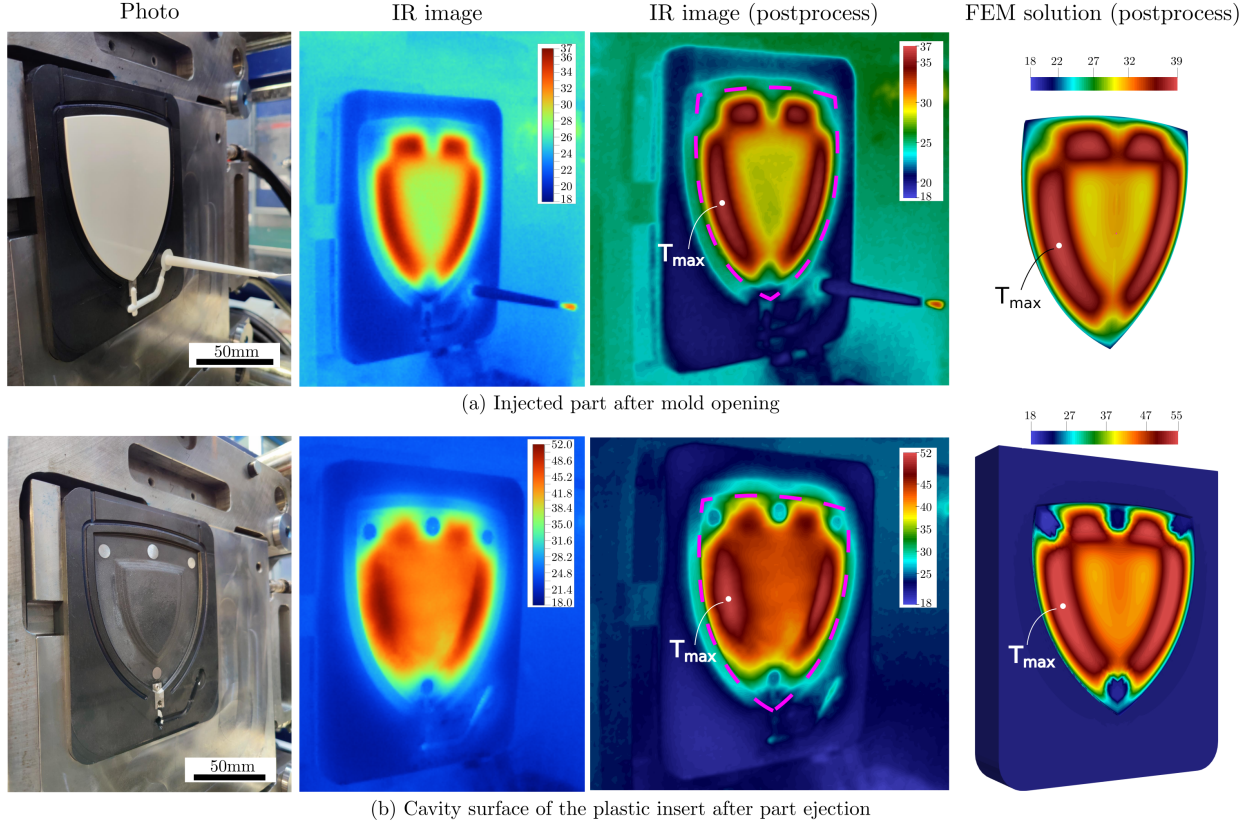 Photo
IR image
IR image (postprocess)
FEM solution (postprocess)
50mm
37
36
34
32
30
28
26
24
22
20
18
37
35
30
25
20
18
Tmax
18 22 27 32 39
Tmax
(a) Injected part after mold opening
50mm
52.0
48.6
45.2
41.8
38.4
35.0
31.6
28.2
24.8
21.4
18.0
52
50
45
40
35
30
25
18
Tmax
18 27 37 47 55
Tmax
(b) Cavity surface of the plastic insert after part ejection